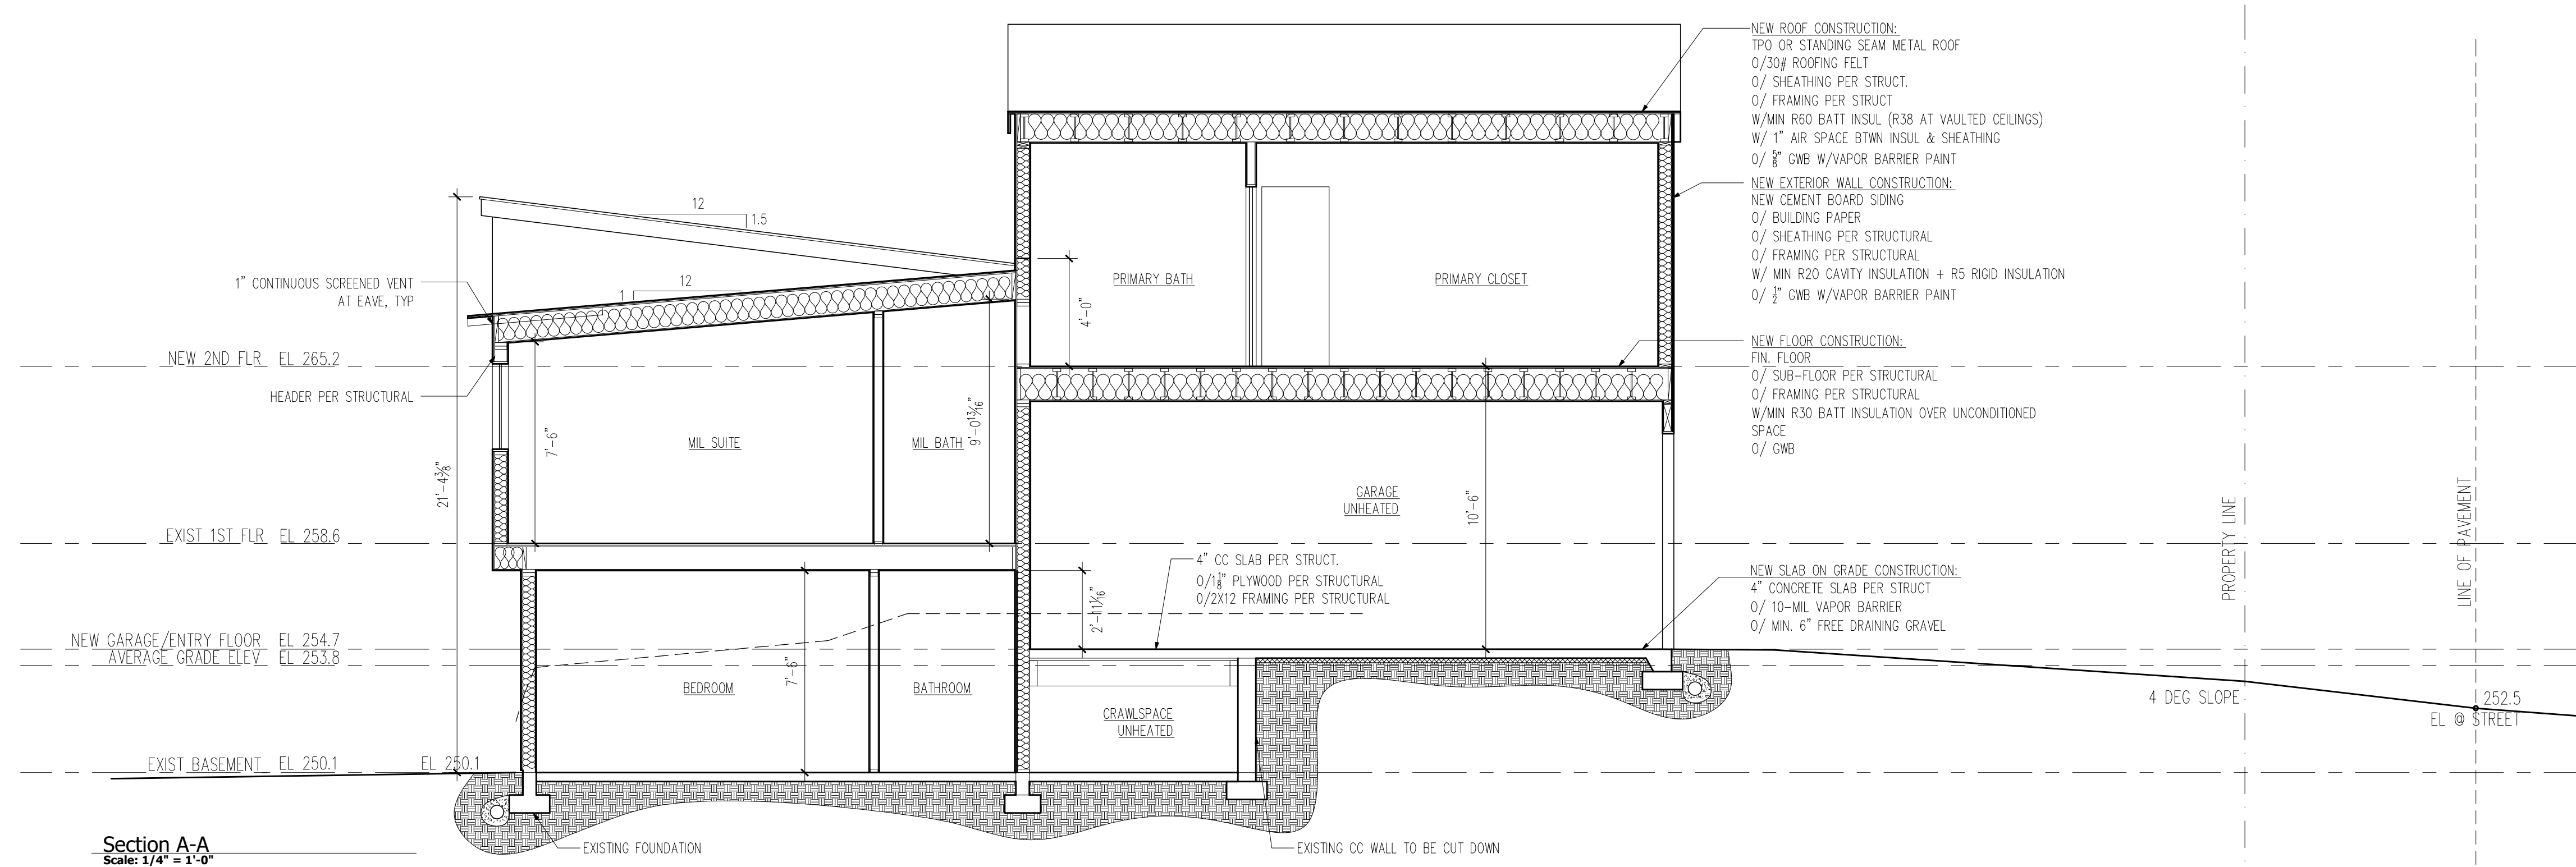 NEW ROOF CONSTRUCTION:
TPO OR STANDING SEAM METAL ROOF
O/30# ROOFING FELT
O/ SHEATHING PER STRUCT.
O/ FRAMING PER STRUCT
W/MIN R60 BATT INSUL (R38 AT VAULTED CEILINGS)
W/ 1" AIR SPACE BTWN INSUL & SHEATHING
O/ 5/8" GWB W/VAPOR BARRIER PAINT
NEW EXTERIOR WALL CONSTRUCTION:
NEW CEMENT BOARD SIDING
O/ BUILDING PAPER
O/ SHEATHING PER STRUCTURAL
O/ FRAMING PER STRUCTURAL
W/ MIN R20 CAVITY INSULATION + R5 RIGID INSULATION
O/ 1/2" GWB W/VAPOR BARRIER PAINT
NEW FLOOR CONSTRUCTION:
FIN. FLOOR
O/ SUB-FLOOR PER STRUCTURAL
O/ FRAMING PER STRUCTURAL
W/MIN R30 BATT INSULATION OVER UNCONDITIONED
SPACE
O/ GWB
NEW SLAB ON GRADE CONSTRUCTION:
4" CONCRETE SLAB PER STRUCT
O/ 10-MIL VAPOR BARRIER
O/ MIN. 6" FREE DRAINING GRAVEL
12
1.5
12
1
1" CONTINUOUS SCREENED VENT
AT EAVE, TYP
HEADER PER STRUCTURAL
NEW 2ND FLR EL 265.2
EXIST 1ST FLR EL 258.6
NEW GARAGE/ENTRY FLOOR EL 254.7
AVERAGE GRADE ELEV EL 253.8
EXIST BASEMENT EL 250.1
EL 250.1
21'-4 3/8"
7'-6"
9'-0 13/16"
4'-0"
10'-6"
2'-11 1/16"
7'-6"
PRIMARY BATH
PRIMARY CLOSET
MIL SUITE
MIL BATH
GARAGE
UNHEATED
4" CC SLAB PER STRUCT.
O/1 1/8" PLYWOOD PER STRUCTURAL
O/2X12 FRAMING PER STRUCTURAL
BEDROOM
BATHROOM
CRAWLSPACE
UNHEATED
PROPERTY LINE
LINE OF PAVEMENT
4 DEG SLOPE
252.5
EL @ STREET
EXISTING FOUNDATION
EXISTING CC WALL TO BE CUT DOWN
Section A-A
Scale: 1/4" = 1'-0"